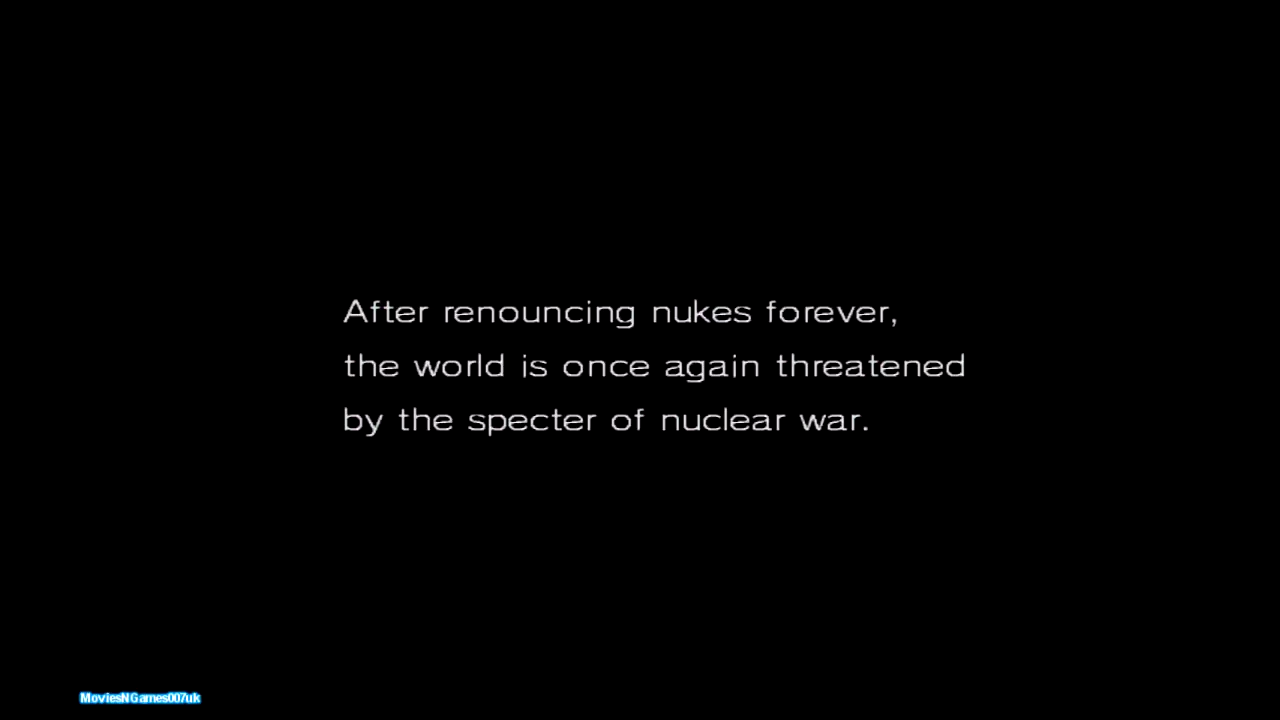 After renouncing nukes forever,
the world is once again threatened
by the specter of nuclear war.
MoviesNGames007uk